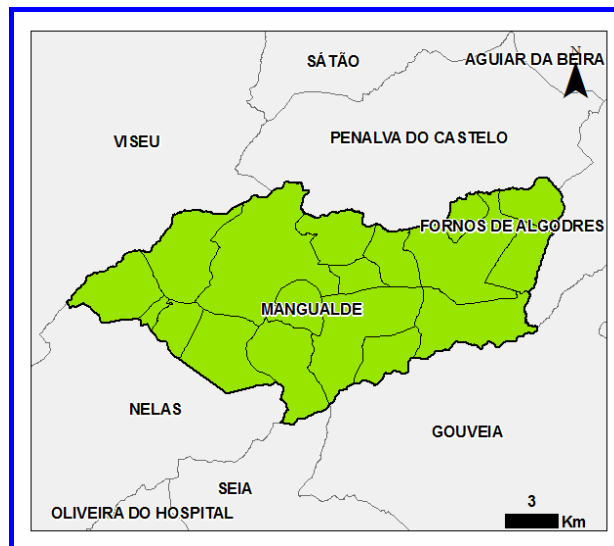 SÁTÃO
AGUIAR DA BEIRA
N
VISEU
PENALVA DO CASTELO
FORNOS DE ALGODRES
MANGUALDE
NELAS
GOUVEIA
SEIA
OLIVEIRA DO HOSPITAL
3
Km